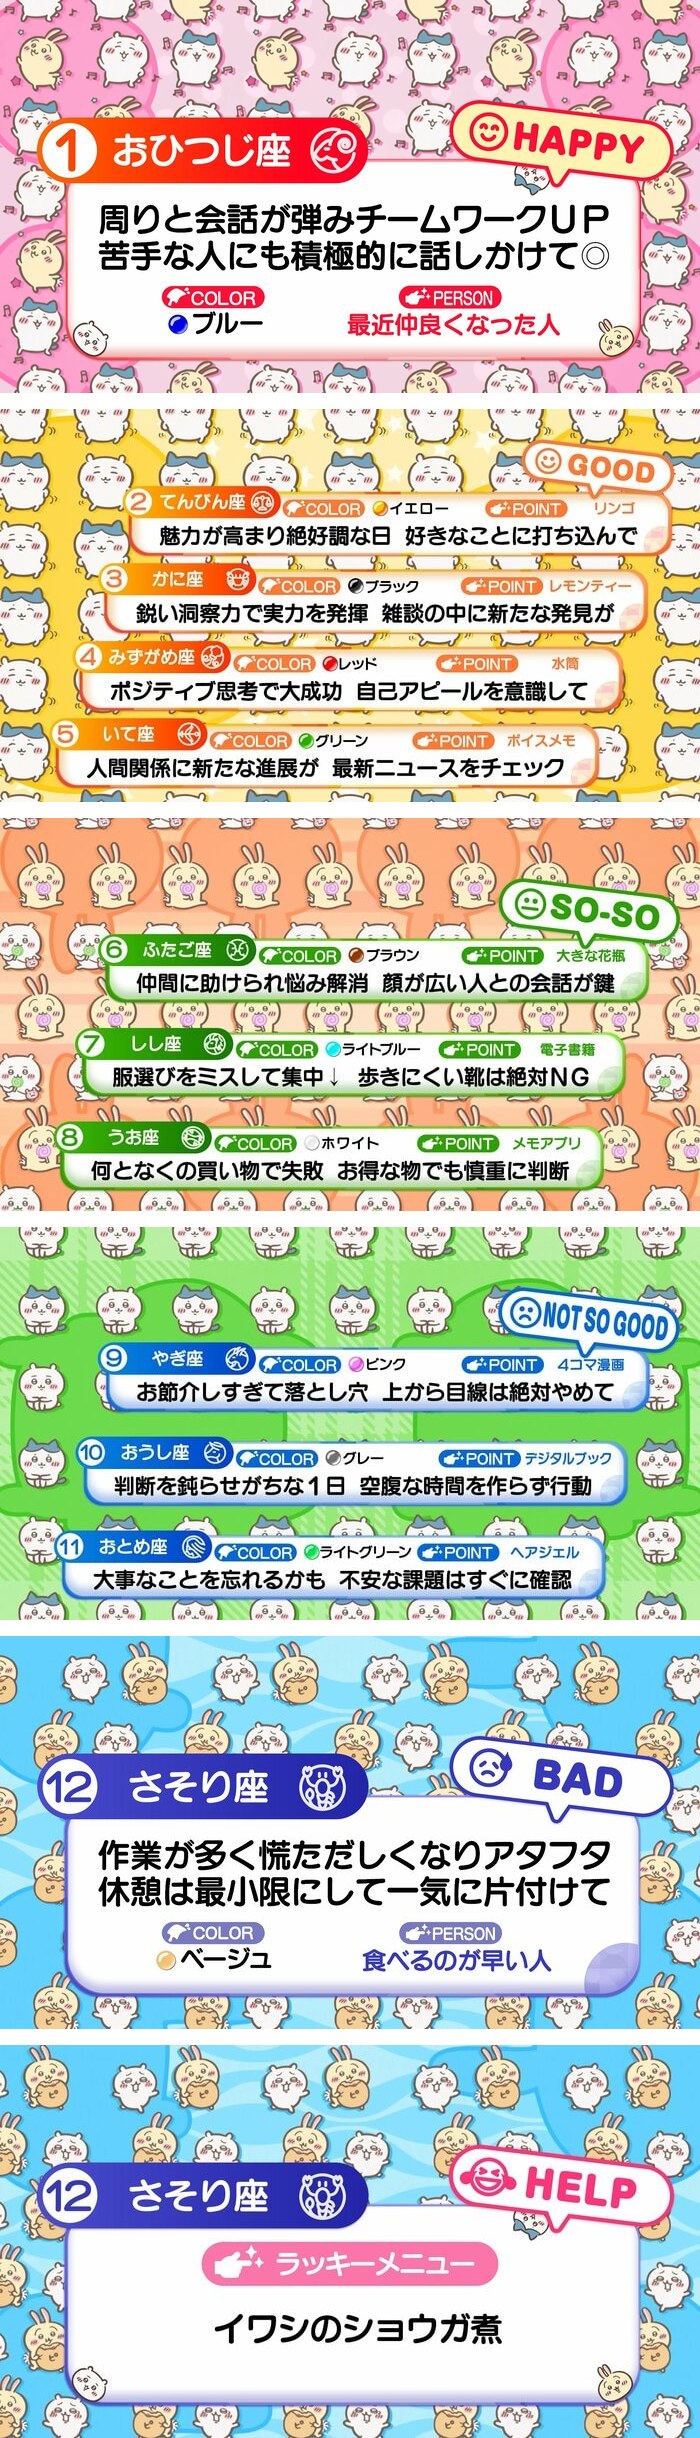 1 おひつじ座
HAPPY
周りと会話が弾みチームワークUP
苦手な人にも積極的に話しかけて◎
COLOR PERSON
ブルー 最近仲良くなった人
GOOD
2 てんびん座 COLOR イエロー POINT リンゴ
魅力が高まり絶好調な日 好きなことに打ち込んで
3 かに座 COLOR ブラック POINT レモンティー
鋭い洞察力で実力を発揮 雑談の中に新たな発見が
4 みずがめ座 COLOR レッド POINT 水筒
ポジティブ思考で大成功 自己アピールを意識して
5 いて座 COLOR グリーン POINT ボイスメモ
人間関係に新たな進展が 最新ニュースをチェック
SO-SO
6 ふたご座 COLOR ブラウン POINT 大きな花瓶
仲間に助けられ悩み解消 顔が広い人との会話が鍵
7 しし座 COLOR ライトブルー POINT 電子書籍
服選びをミスして集中↓ 歩きにくい靴は絶対NG
8 うお座 COLOR ホワイト POINT メモアプリ
何となくの買い物で失敗 お得な物でも慎重に判断
NOT SO GOOD
9 やぎ座 COLOR ピンク POINT 4コマ漫画
お節介しすぎて落とし穴 上から目線は絶対やめて
10 おうし座 COLOR グレー POINT デジタルブック
判断を鈍らせがちな1日 空腹な時間を作らず行動
11 おとめ座 COLOR ライトグリーン POINT ヘアジェル
大事なことを忘れるかも 不安な課題はすぐに確認
12 さそり座
BAD
作業が多く慌ただしくなりアタフタ
休憩は最小限にして一気に片付けて
COLOR PERSON
ベージュ 食べるのが早い人
12 さそり座
HELP
ラッキーメニュー
イワシのショウガ煮